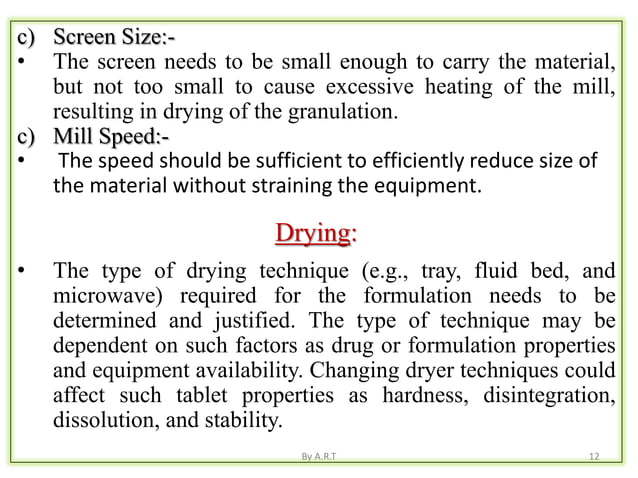 c) Screen Size:-
• The screen needs to be small enough to carry the material,
but not too small to cause excessive heating of the mill,
resulting in drying of the granulation.
c) Mill Speed:-
• The speed should be sufficient to efficiently reduce size of
the material without straining the equipment.
Drying:
• The type of drying technique (e.g., tray, fluid bed, and
microwave) required for the formulation needs to be
determined and justified. The type of technique may be
dependent on such factors as drug or formulation properties
and equipment availability. Changing dryer techniques could
affect such tablet properties as hardness, disintegration,
dissolution, and stability.
By A.R.T
12